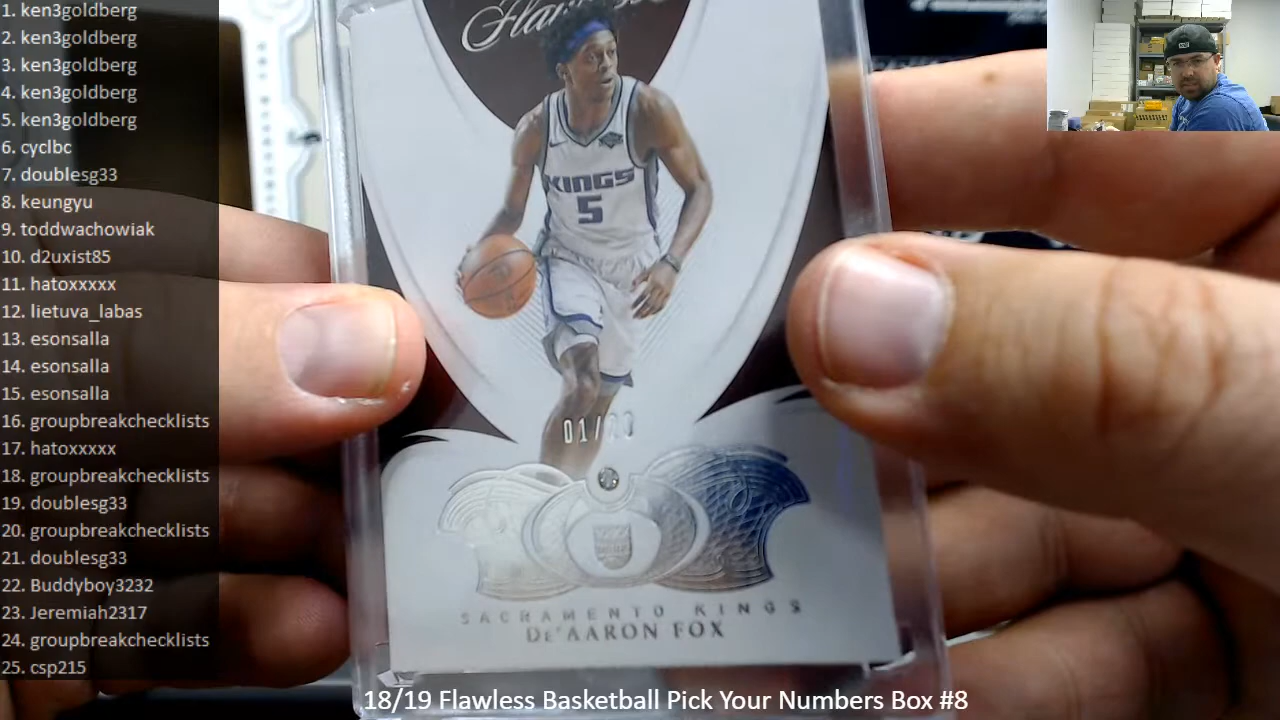 1. ken3goldberg
2. ken3goldberg
3. ken3goldberg
4. ken3goldberg
5. ken3goldberg
6. cyclbc
7. doublesg33
8. keungyu
9. toddwachowiak
10. d2uxist85
11. hatoxxxxx
12. lietuva_labas
13. esonsalla
14. esonsalla
15. esonsalla
16. groupbreakchecklists
17. hatoxxxxx
18. groupbreakchecklists
19. doublesg33
20. groupbreakchecklists
21. doublesg33
22. Buddyboy3232
23. Jeremiah2317
24. groupbreakchecklists
25. csp215
KINGS
5
SACRAMENTO KINGS
DE'AARON FOX
18/19 Flawless Basketball Pick Your Numbers Box #8